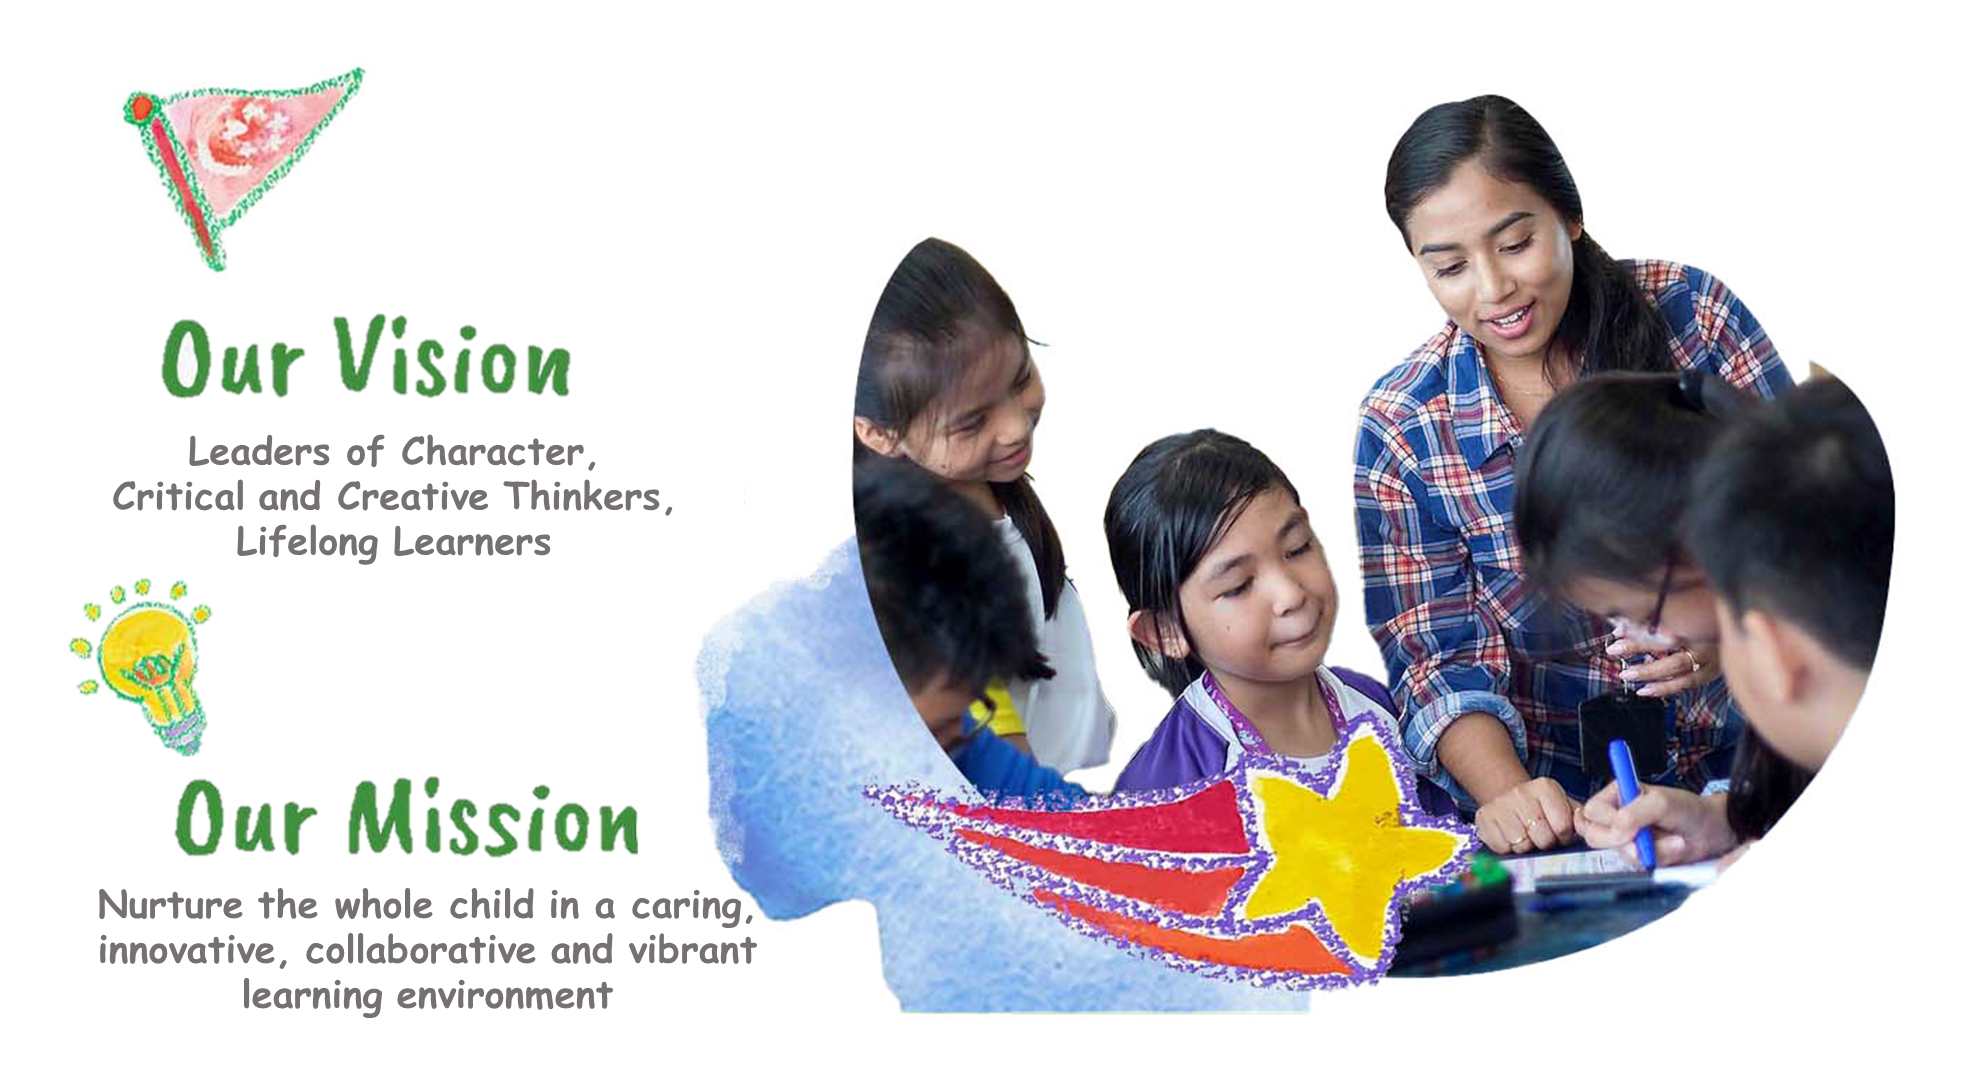 Our Vision
Leaders of Character,
Critical and Creative Thinkers,
Lifelong Learners
Our Mission
Nurture the whole child in a caring,
innovative, collaborative and vibrant
learning environment